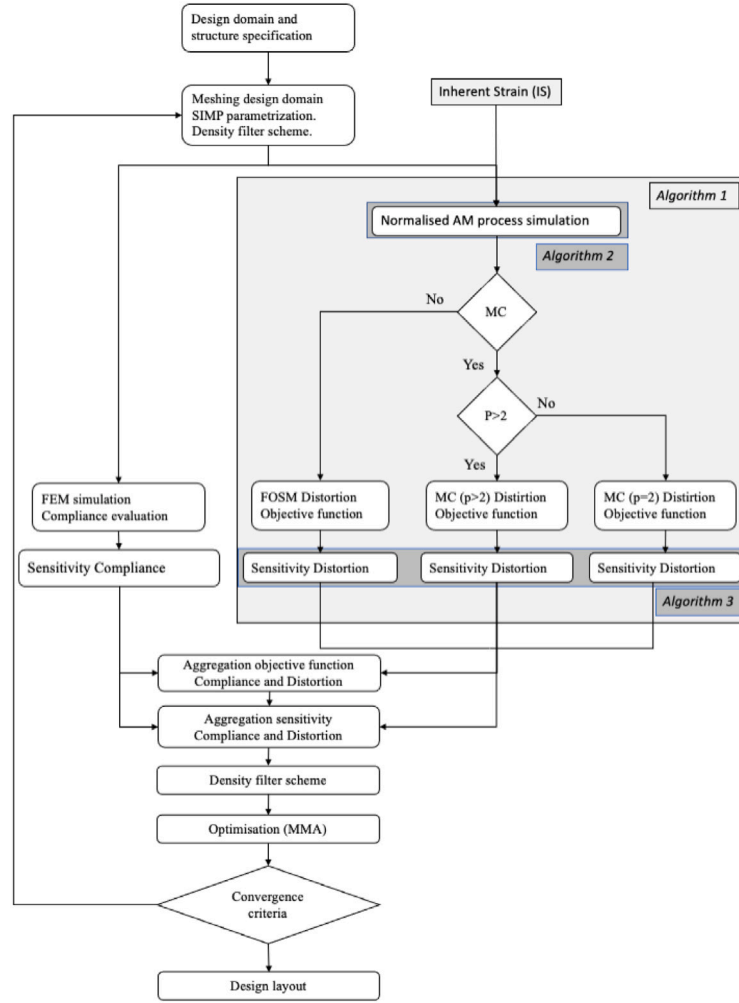 Design domain and
structure specification
Meshing design domain
SIMP parametrization.
Density filter scheme.
Inherent Strain (IS)
Algorithm 1
Normalised AM process simulation
Algorithm 2
No
MC
Yes
P>2
No
Yes
FEM simulation
Compliance evaluation
FOSM Distortion
Objective function
MC (p>2) Distirtion
Objective function
MC (p=2) Distirtion
Objective function
Sensitivity Compliance
Sensitivity Distortion
Sensitivity Distortion
Sensitivity Distortion
Algorithm 3
Aggregation objective function
Compliance and Distortion
Aggregation sensitivity
Compliance and Distortion
Density filter scheme
Optimisation (MMA)
Convergence
criteria
Design layout